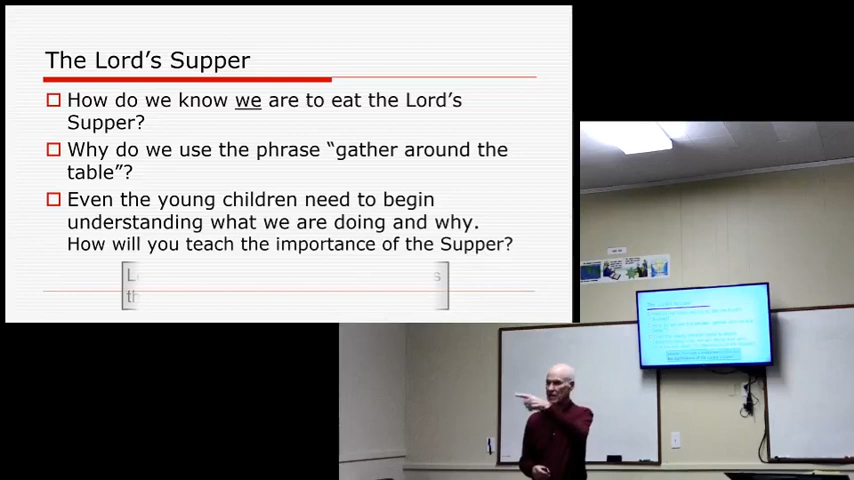 The Lord's Supper
How do we know we are to eat the Lord's
Supper?
Why do we use the phrase "gather around the
table"?
Even the young children need to begin
understanding what we are doing and why.
How will you teach the importance of the Supper?